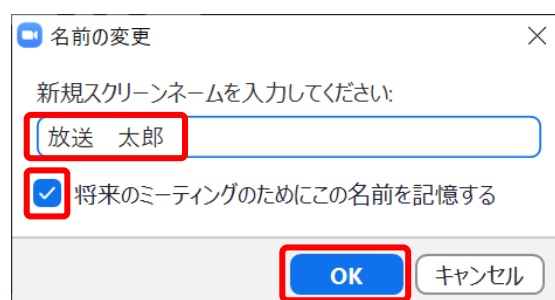 名前の変更
新規スクリーンネームを入力してください:
放送　太郎
将来のミーティングのためにこの名前を記憶する
OK キャンセル